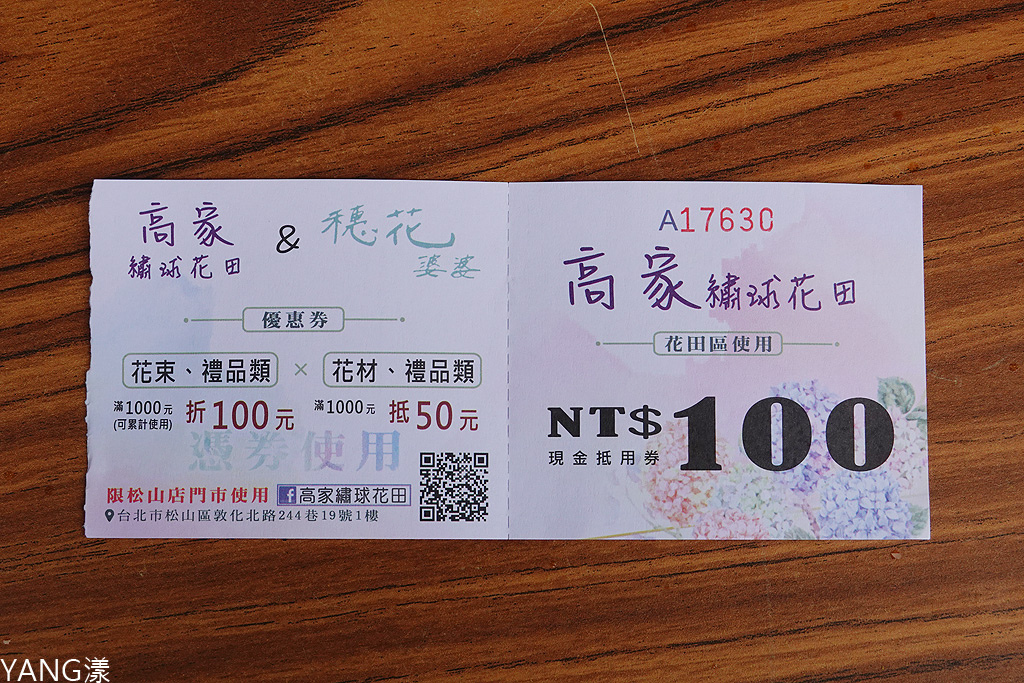 高家
繡球花田
&
穗花
婆婆
優惠券
花束、禮品類 × 花材、禮品類
滿1000元
(可累計使用)
折100元
滿1000元
抵50元
憑券使用
限松山店門市使用 f高家繡球花田
台北市松山區敦化北路244巷19號1樓
A17630
高家繡球花田
花田區使用
NT$100
現金抵用券
YANG漾